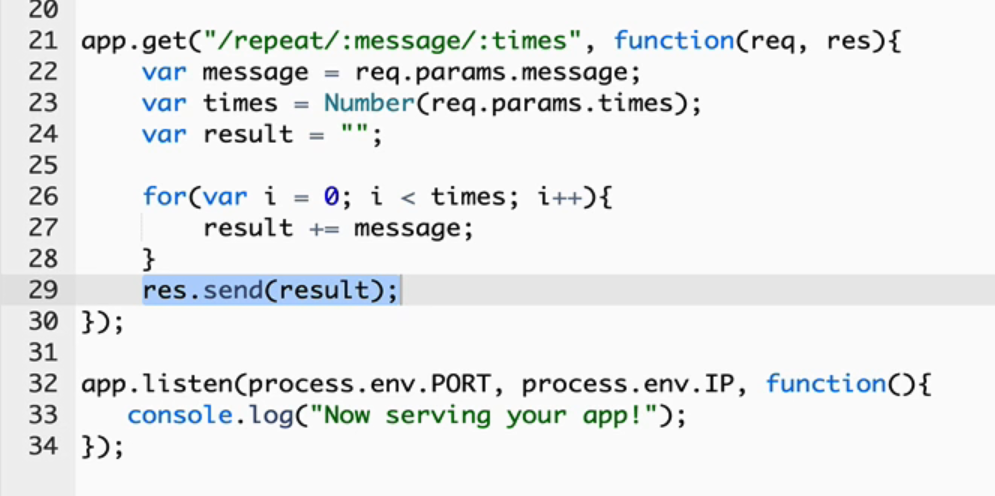 20
21 app.get("/repeat/:message/:times", function(req, res){
22     var message = req.params.message;
23     var times = Number(req.params.times);
24     var result = "";
25
26     for(var i = 0; i < times; i++){
27         result += message;
28     }
29     res.send(result);
30 });
31
32 app.listen(process.env.PORT, process.env.IP, function(){
33    console.log("Now serving your app!");
34 });